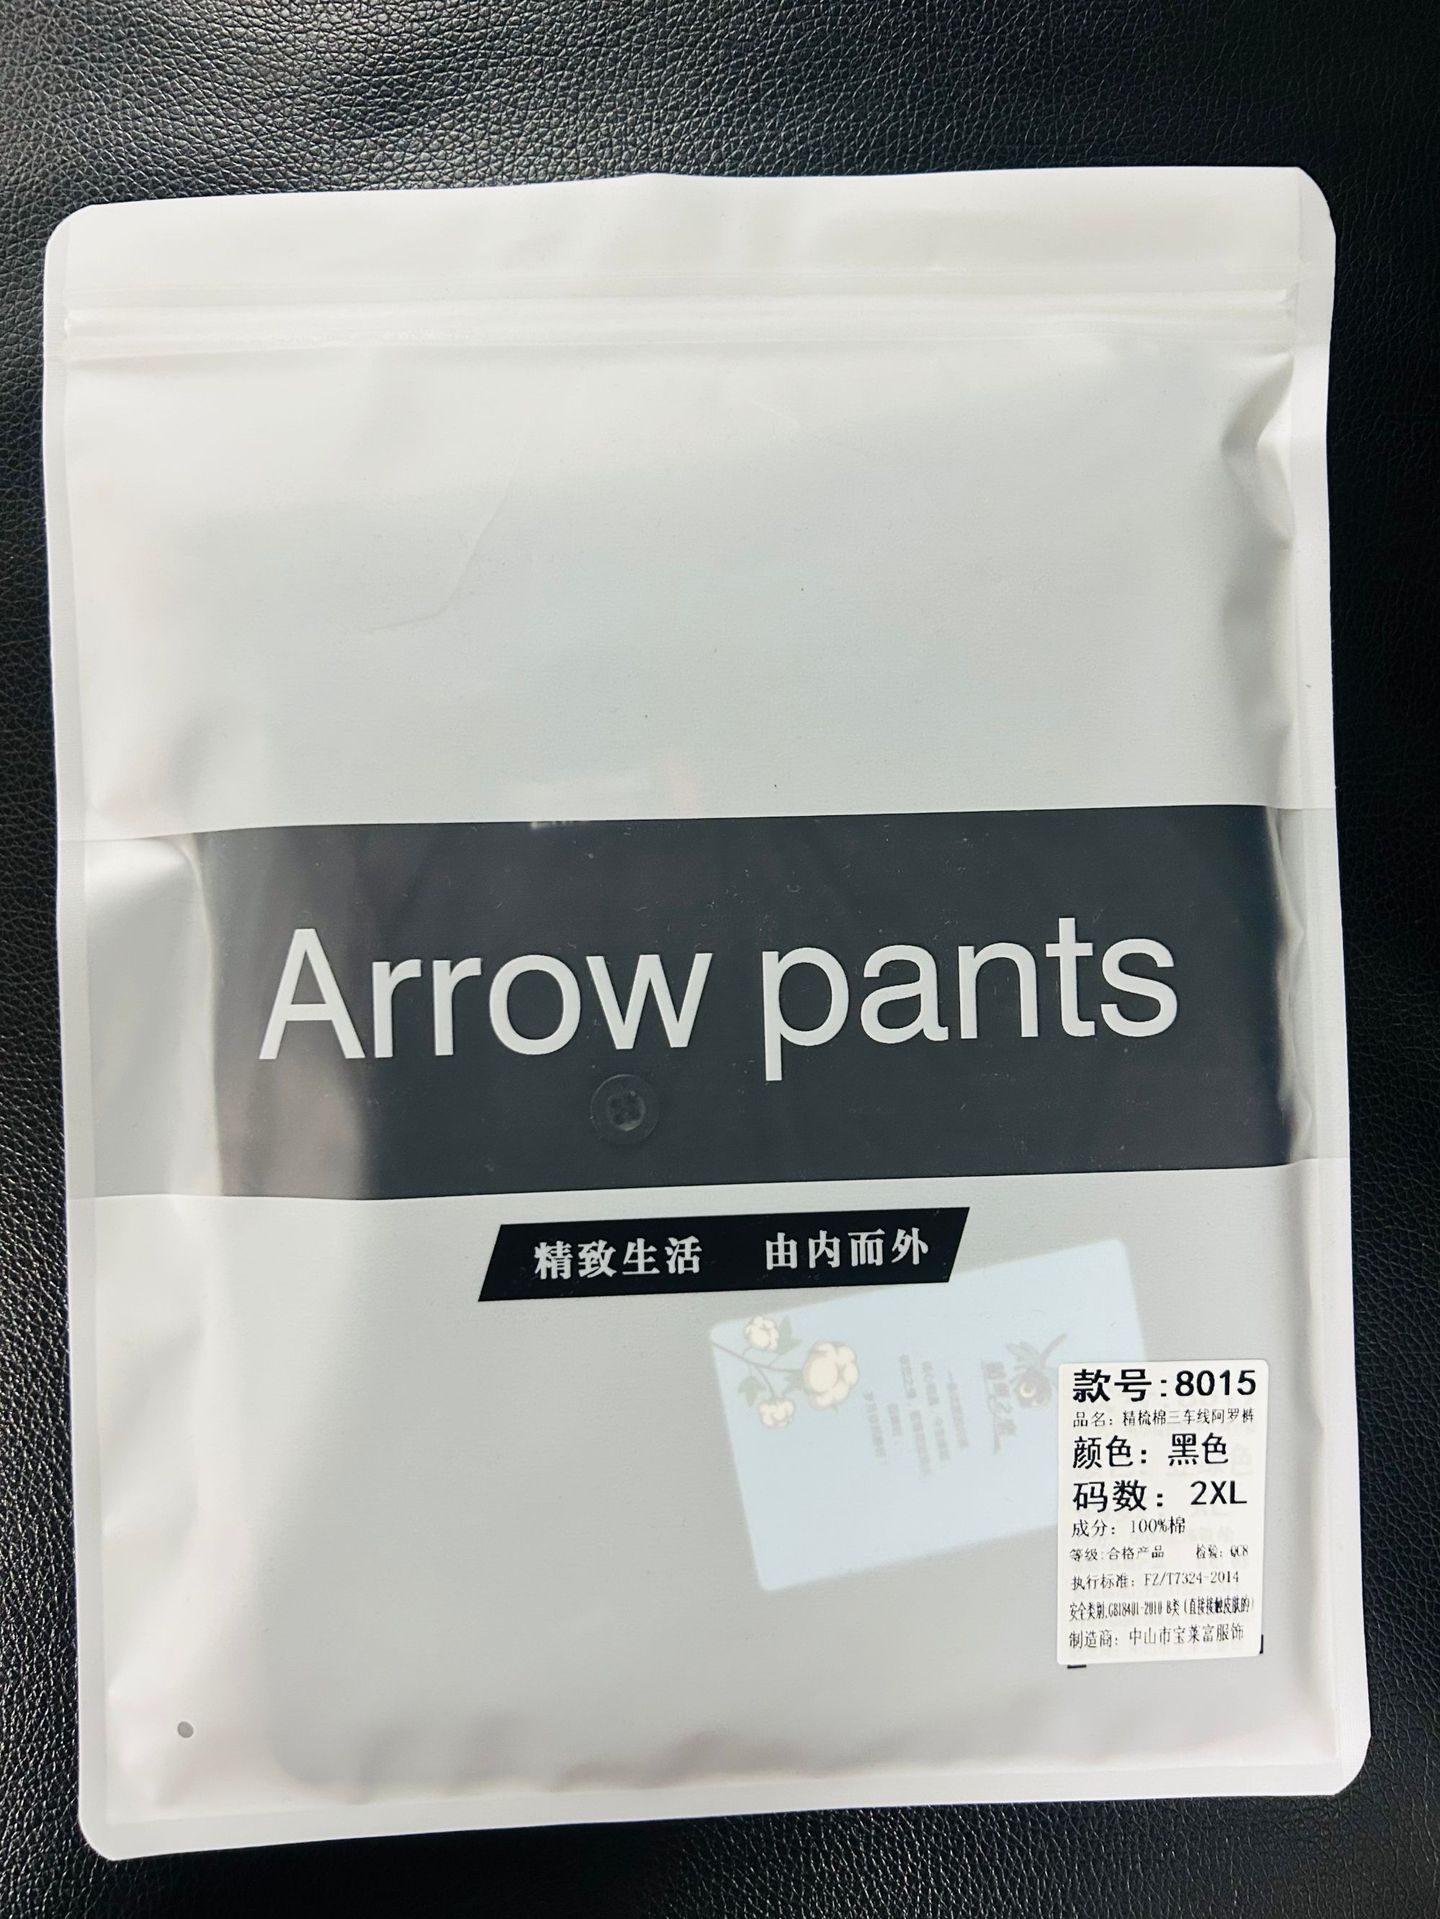 Arrow pants
精致生活 由内而外
款号:8015
品名: 精梳棉三车线阿罗裤
颜色: 黑色
码数: 2XL
成分: 100%棉
等级:合格产品 检验: QC8
执行标准: FZ/T7324-2014
安全类别.GB18401-2010 B类(直接接触皮肤的)
制造商: 中山市宝莱富服饰